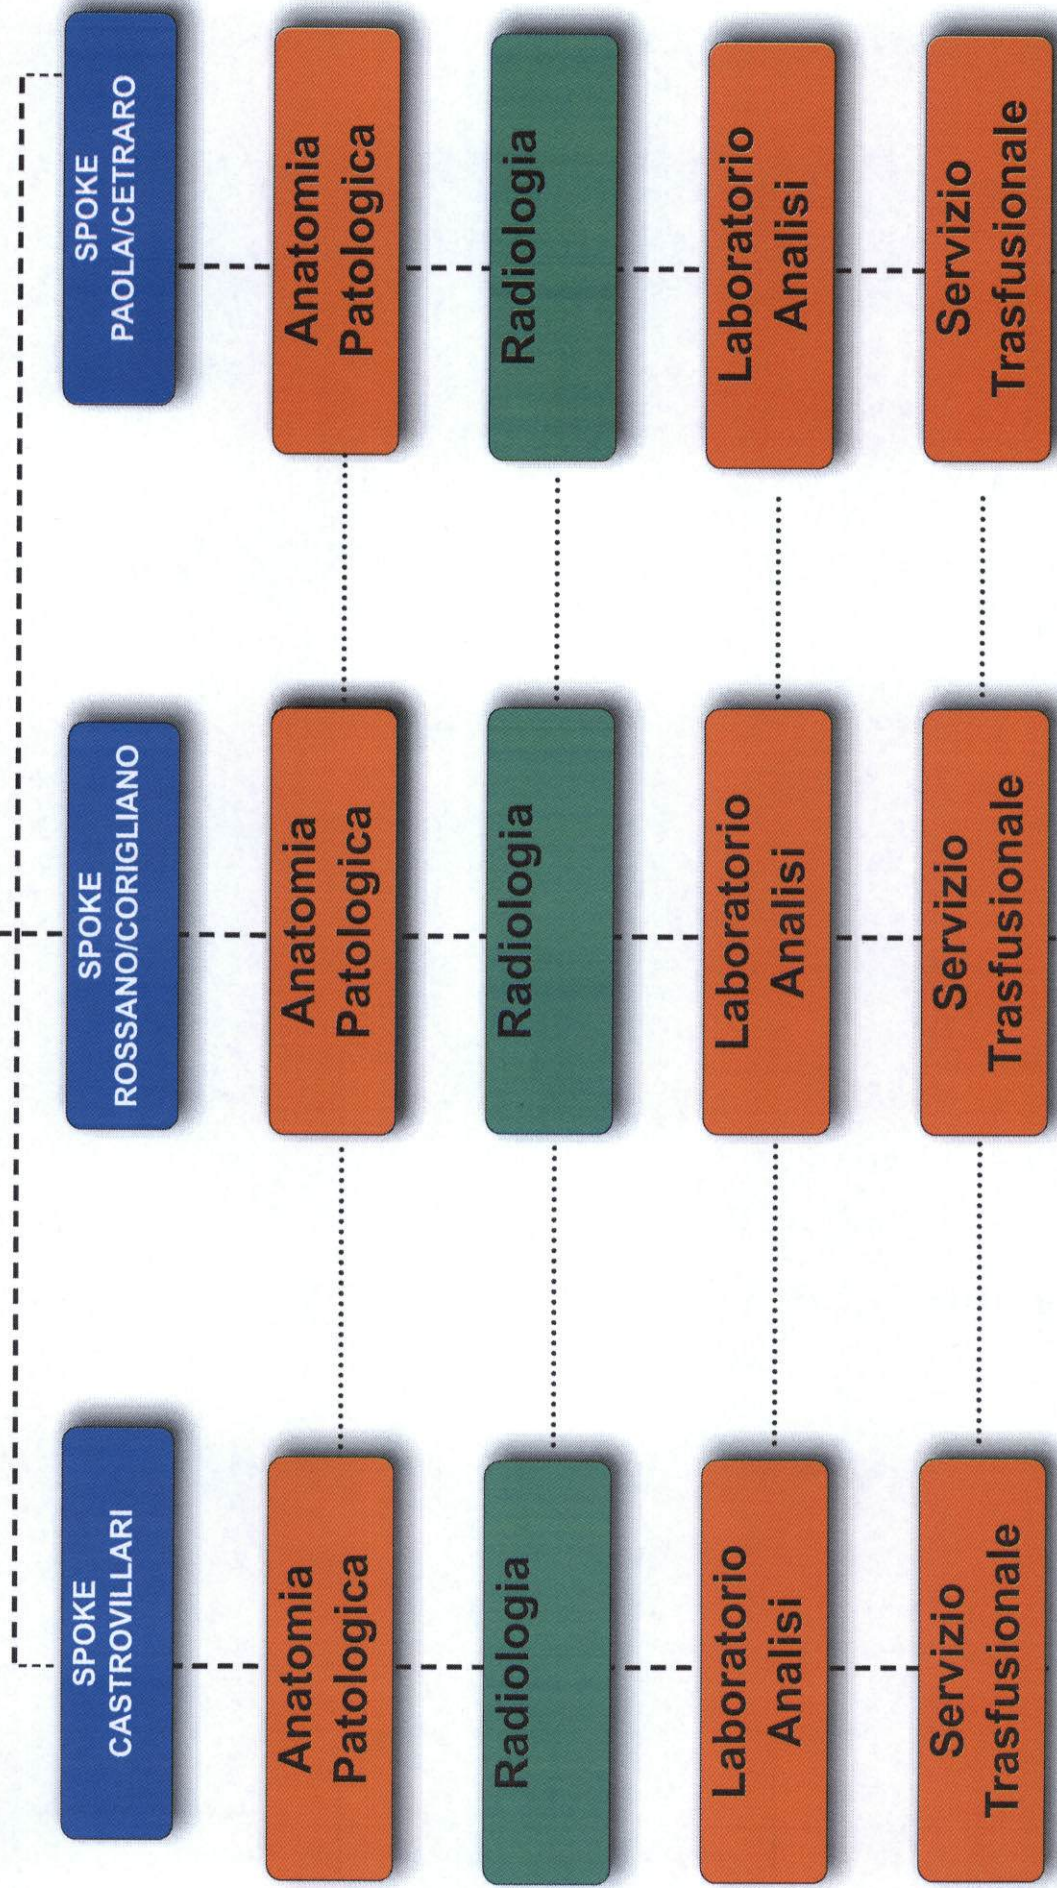 SPOKE
CASTROVILLARI
SPOKE
ROSSANO/CORIGLIANO
SPOKE
PAOLA/CETRARO
Anatomia
Patologica
Anatomia
Patologica
Anatomia
Patologica
Radiologia
Radiologia
Radiologia
Laboratorio
Analisi
Laboratorio
Analisi
Laboratorio
Analisi
Servizio
Trasfusionale
Servizio
Trasfusionale
Servizio
Trasfusionale